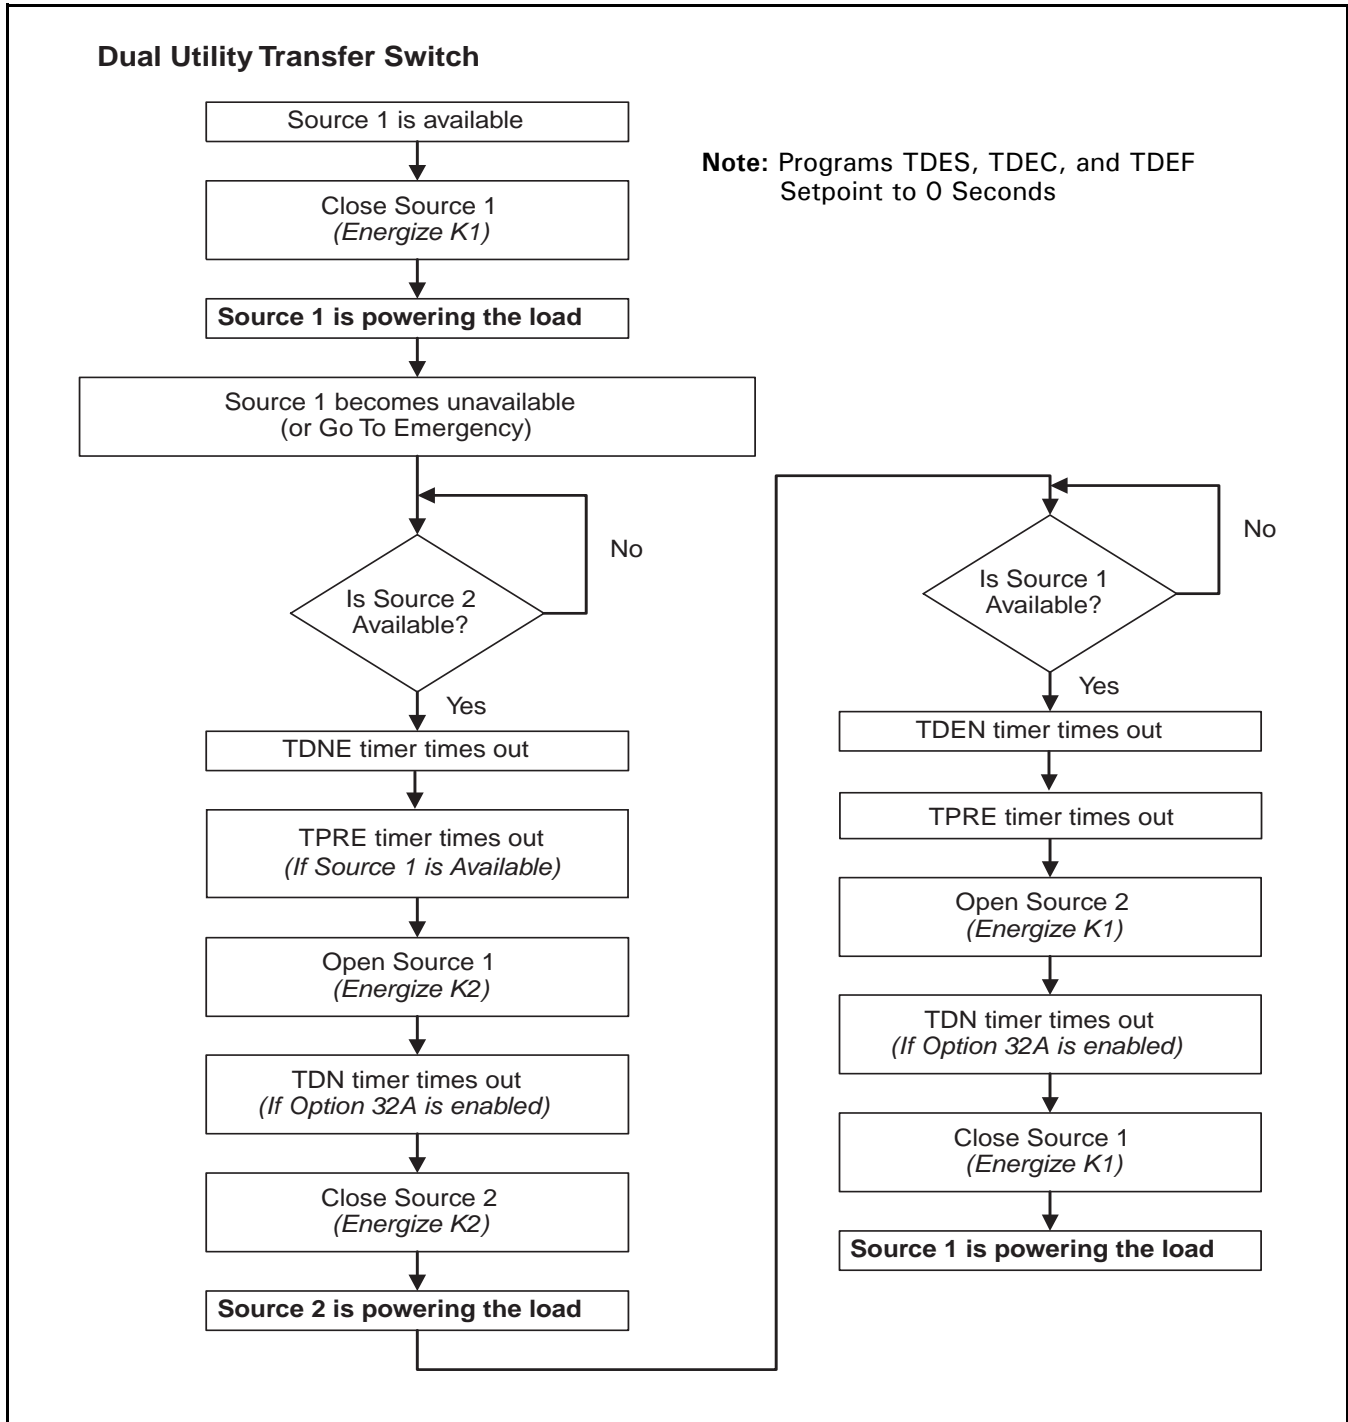 Dual Utility Transfer Switch
Source 1 is available
Note: Programs TDES, TDEC, and TDEF
Setpoint to 0 Seconds
Close Source 1
(Energize K1)
Source 1 is powering the load
Source 1 becomes unavailable
(or Go To Emergency)
No
Is Source 2
Available?
Yes
TDNE timer times out
TPRE timer times out
(If Source 1 is Available)
Open Source 1
(Energize K2)
TDN timer times out
(If Option 32A is enabled)
Close Source 2
(Energize K2)
Source 2 is powering the load
No
Is Source 1
Available?
Yes
TDEN timer times out
TPRE timer times out
Open Source 2
(Energize K1)
TDN timer times out
(If Option 32A is enabled)
Close Source 1
(Energize K1)
Source 1 is powering the load